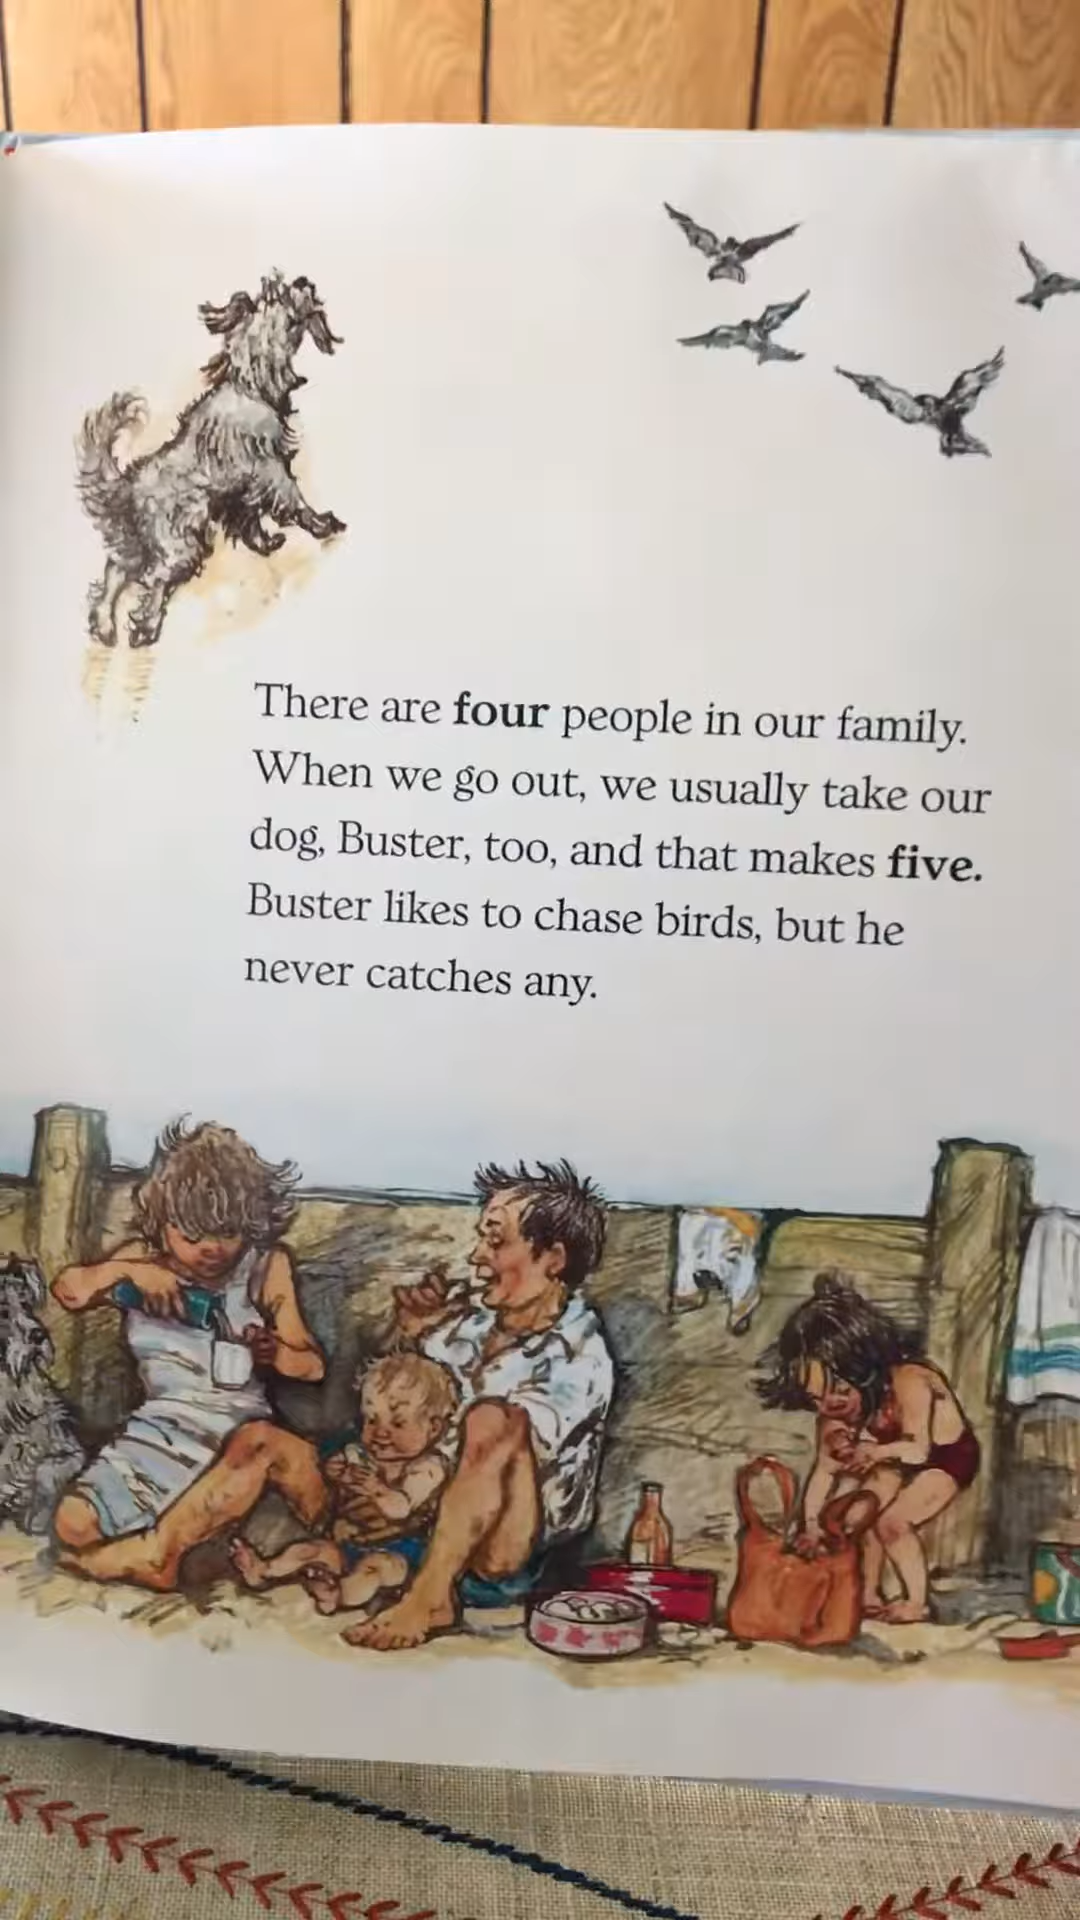 There are four people in our family.
When we go out, we usually take our
dog, Buster, too, and that makes five.
Buster likes to chase birds, but he
never catches any.